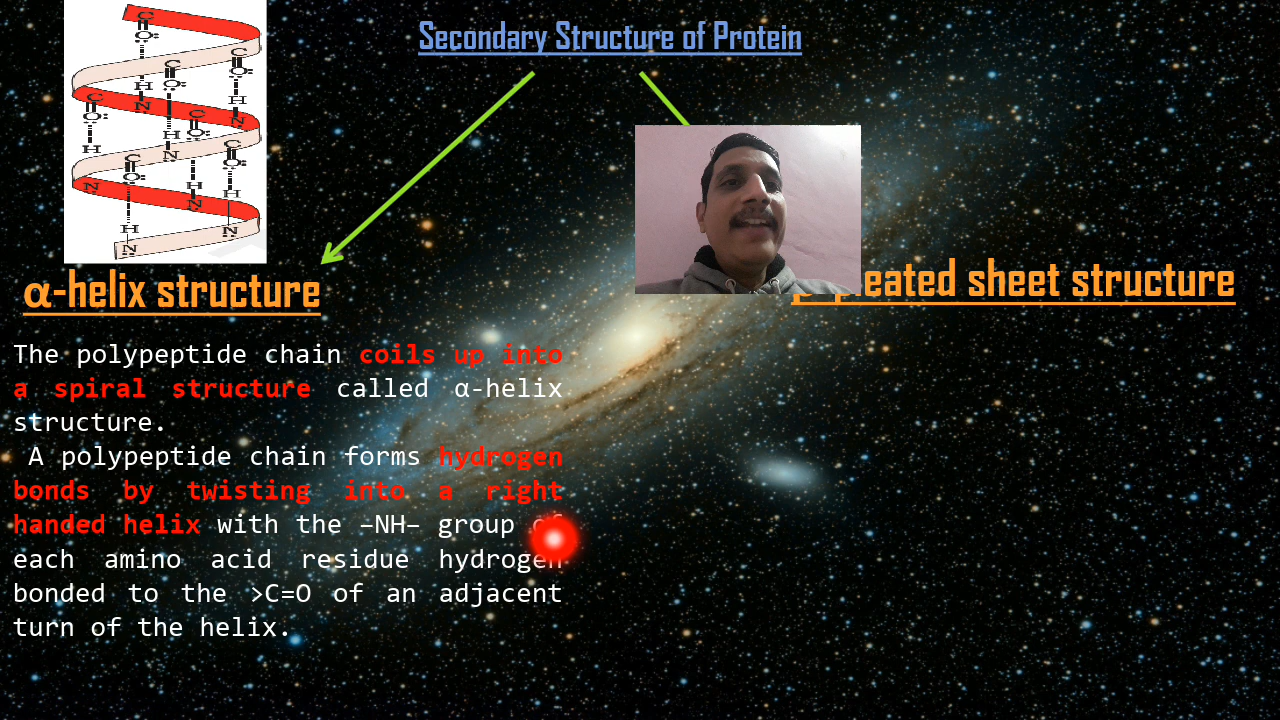 Secondary Structure of Protein
C
O:
H
N
C
O:
H
N
C
O:
H
N
C
O:
H
N
C
O:
H
N
C
O:
H
N
C
O:
H
N
α-helix structure
pleated sheet structure
The polypeptide chain coils up into
a spiral structure called α-helix
structure.
A polypeptide chain forms hydrogen
bonds by twisting into a right
handed helix with the –NH– group of
each amino acid residue hydrogen
bonded to the >C=O of an adjacent
turn of the helix.